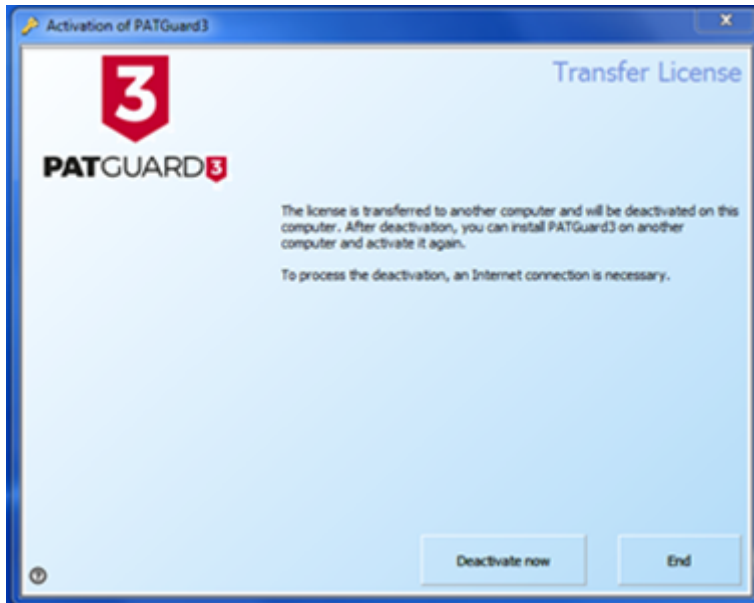 Activation of PATGuard3
3
Transfer License
PATGUARD3
The license is transferred to another computer and will be deactivated on this
computer. After deactivation, you can install PATGuard3 on another
computer and activate it again.
To process the deactivation, an Internet connection is necessary.
Deactivate now
End
?